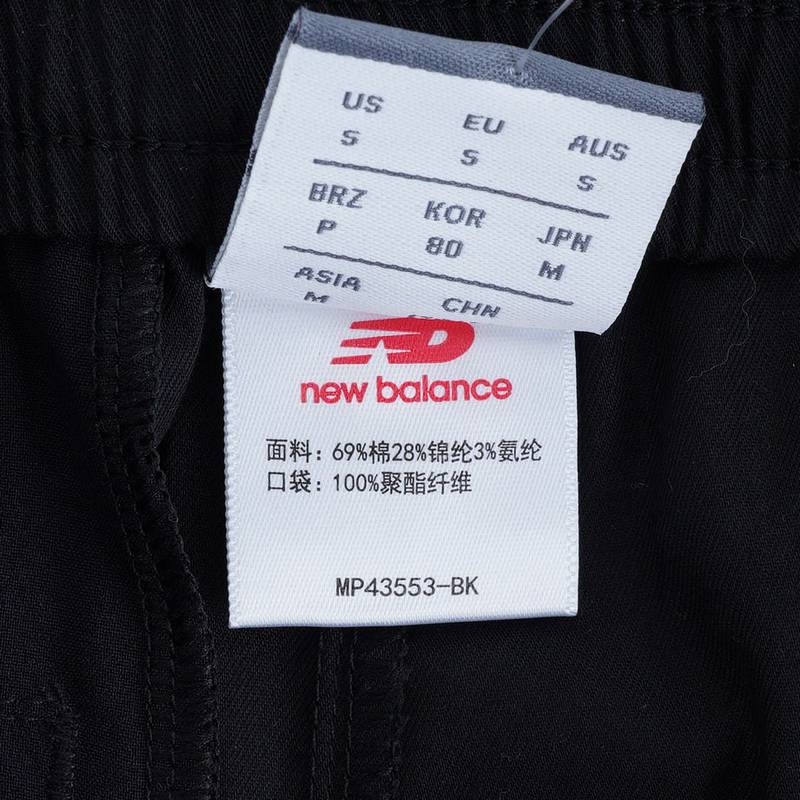 US EU AUS
S S S
BRZ KOR JPN
P 80 M
ASIA CHN
M
new balance
面料：69%棉28%锦纶3%氨纶
口袋：100%聚酯纤维
MP43553-BK